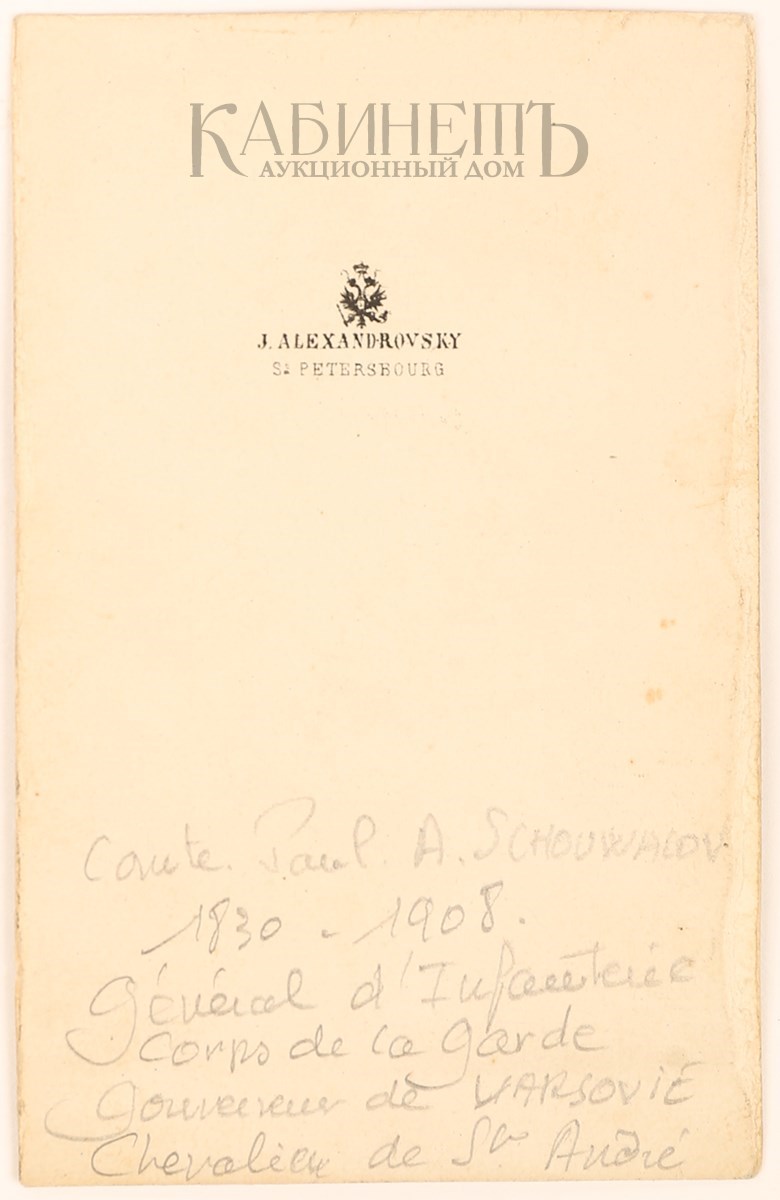 КАБИНЕТЪ
АУКЦИОННЫЙ ДОМ
J. ALEXANDROVSKY
St PETERSBOURG
Comte. Paul. A. SCHOUWALOV
1830 - 1908.
Général d'Infanterie
Corps de la Garde
Gouverneur de VARSOVIE
Chevalier de St André